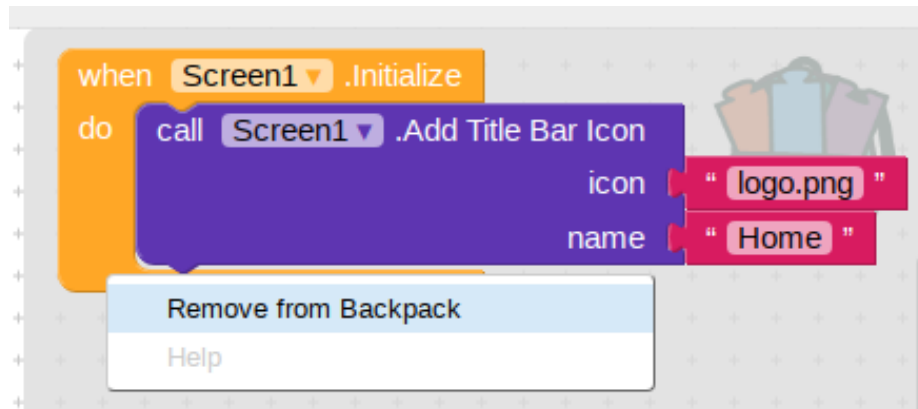 when Screen1 ▾ .Initialize
do call Screen1 ▾ .Add Title Bar Icon
icon “ logo.png ”
name “ Home ”
Remove from Backpack
Help